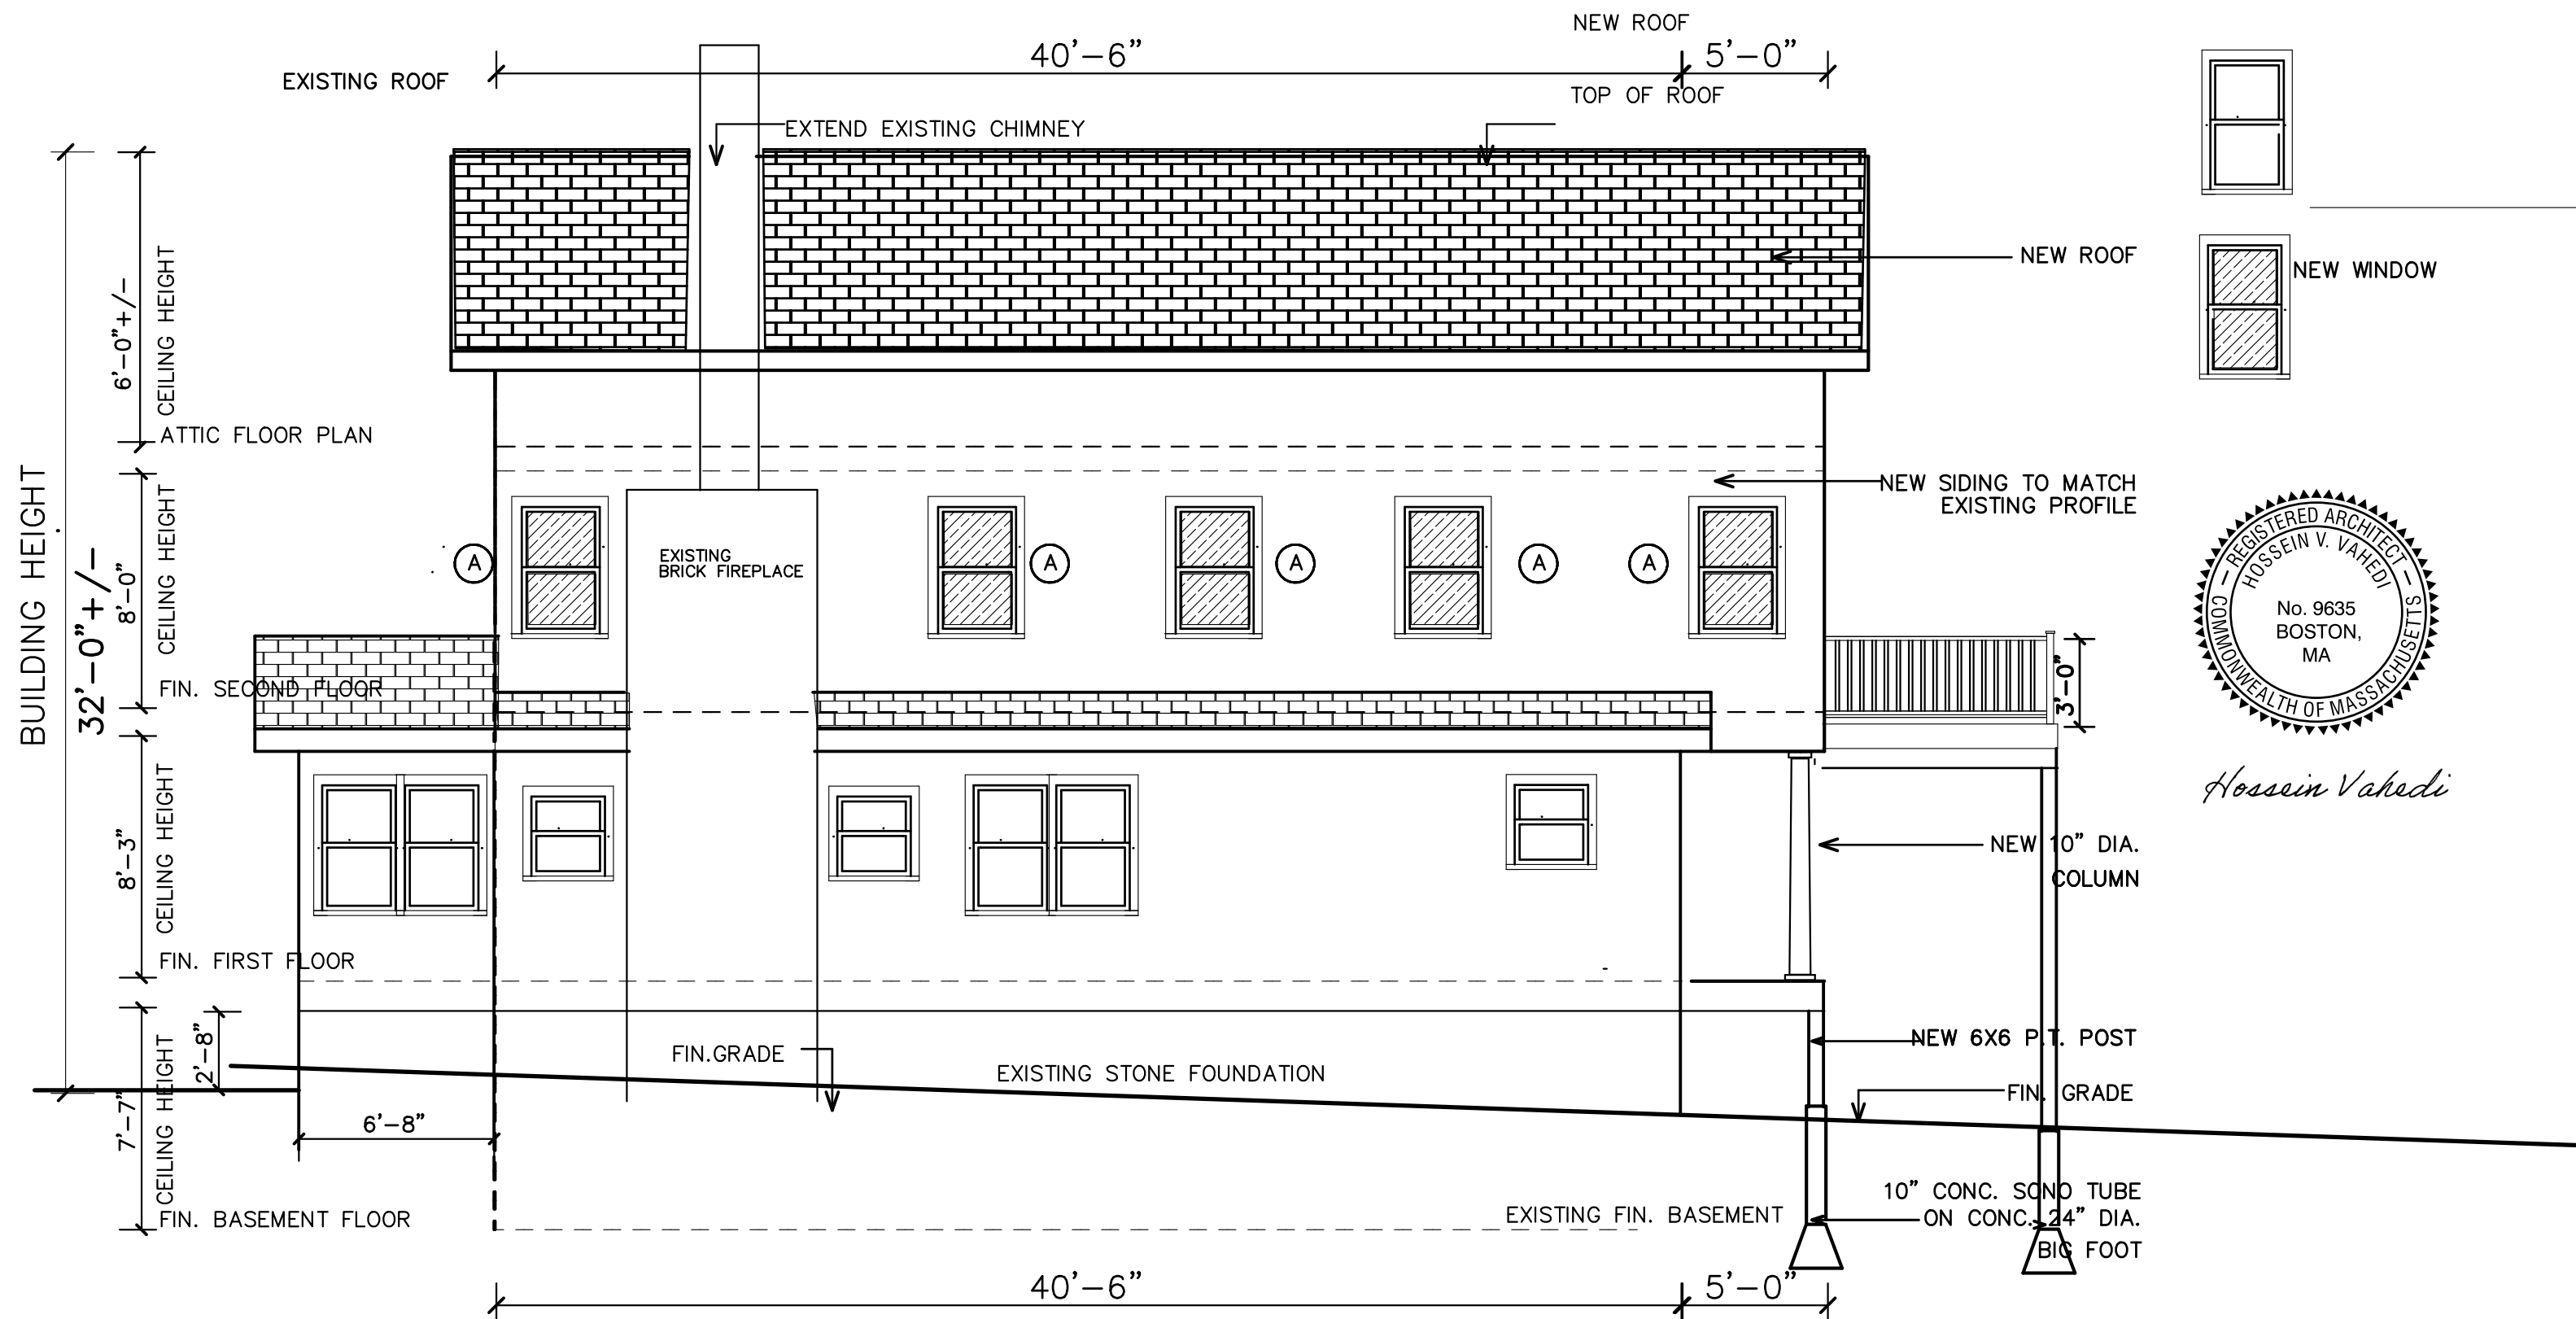 NEW ROOF
40'-6"
5'-0"
EXISTING ROOF
TOP OF ROOF
EXTEND EXISTING CHIMNEY
NEW ROOF
NEW WINDOW
6'-0"+/-
CEILING HEIGHT
ATTIC FLOOR PLAN
BUILDING HEIGHT
32'-0"+/-
8'-0"
CEILING HEIGHT
NEW SIDING TO MATCH
EXISTING PROFILE
EXISTING
BRICK FIREPLACE
A
A
A
A
A
REGISTERED ARCHITECT
HOSSEIN V. VAHEDI
No. 9635
BOSTON,
MA
COMMONWEALTH OF MASSACHUSETTS
Hossein Vahedi
FIN. SECOND FLOOR
3'-0"
8'-3"
CEILING HEIGHT
NEW 10" DIA.
COLUMN
FIN. FIRST FLOOR
2'-8"
7'-7"
CEILING HEIGHT
FIN.GRADE
EXISTING STONE FOUNDATION
NEW 6X6 P.T. POST
FIN. GRADE
6'-8"
FIN. BASEMENT FLOOR
EXISTING FIN. BASEMENT
10" CONC. SONO TUBE
ON CONC. 24" DIA.
BIG FOOT
40'-6"
5'-0"